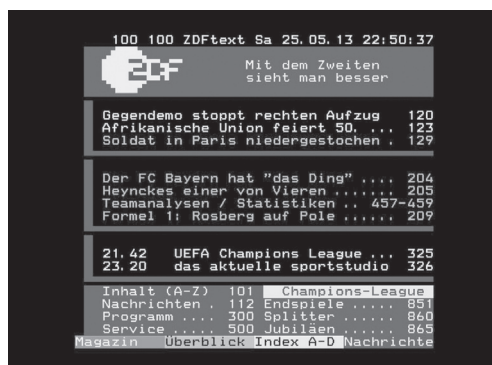 100 100 ZDFtext Sa 25.05.13 22:50:37
ZDF
Mit dem Zweiten
sieht man besser
Gegendemo stoppt rechten Aufzug 120
Afrikanische Union feiert 50. ... 123
Soldat in Paris niedergestochen . 129
Der FC Bayern hat "das Ding" .... 204
Heynckes einer von Vieren ....... 205
Teamanalysen / Statistiken .. 457-459
Formel 1: Rosberg auf Pole ...... 209
21.42 UEFA Champions League ... 325
23.20 das aktuelle sportstudio 326
Inhalt (A-Z) 101 Champions-League
Nachrichten . 112 Endspiele ..... 851
Programm .... 300 Splitter ...... 860
Service ..... 500 Jubiläen ...... 865
Magazin Überblick Index A-D Nachrichte